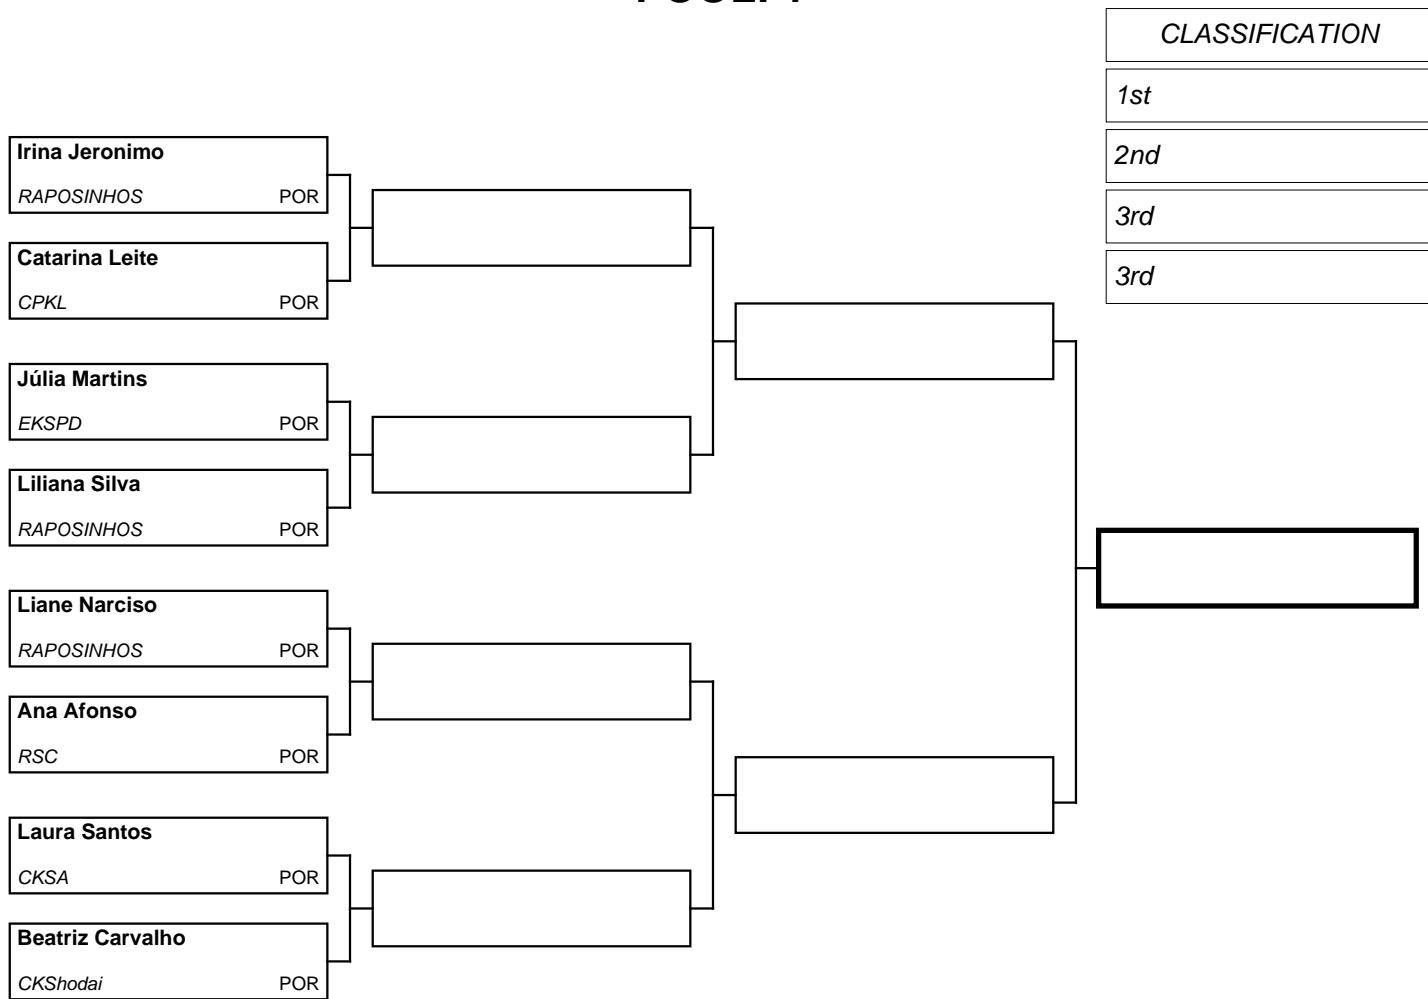 CLASSIFICATION
1st
2nd
3rd
3rd
Irina Jeronimo
RAPOSINHOS POR
Catarina Leite
CPKL POR
Júlia Martins
EKSPD POR
Liliana Silva
RAPOSINHOS POR
Liane Narciso
RAPOSINHOS POR
Ana Afonso
RSC POR
Laura Santos
CKSA POR
Beatriz Carvalho
CKShodai POR